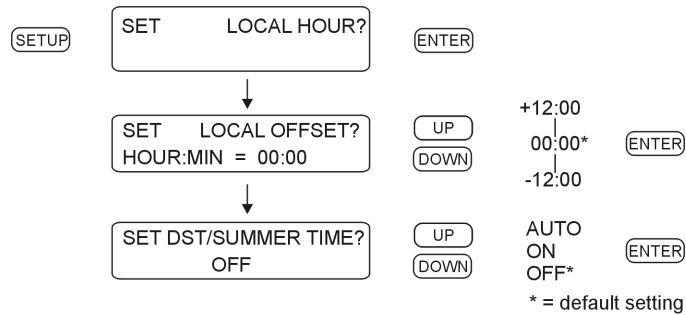 SETUP
SET LOCAL HOUR?
ENTER
SET LOCAL OFFSET?
HOUR:MIN = 00:00
UP
DOWN
+12:00
00:00*
-12:00
ENTER
SET DST/SUMMER TIME?
OFF
UP
DOWN
AUTO
ON
OFF*
ENTER
* = default setting